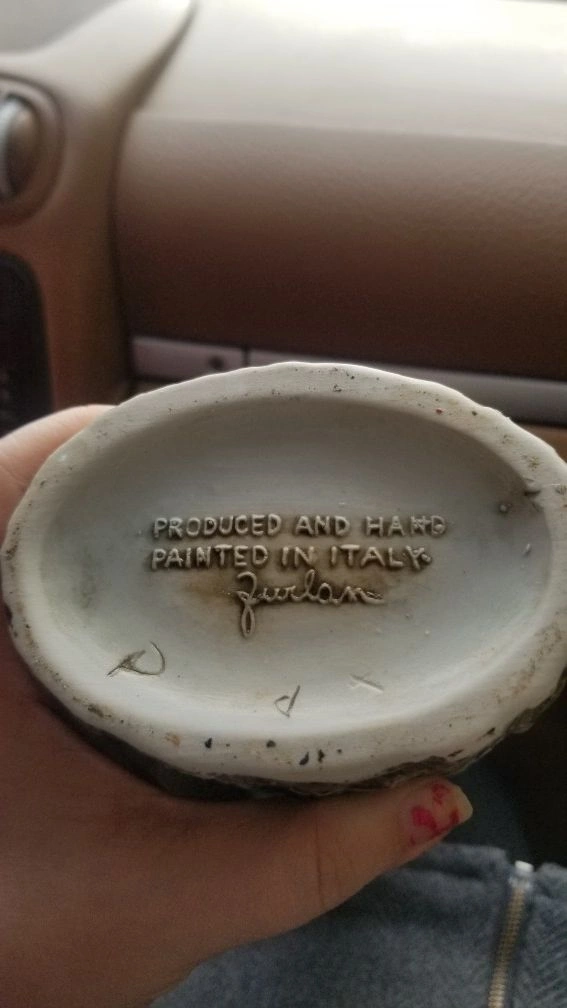 PRODUCED AND HAND
PAINTED IN ITALY.
Furlan